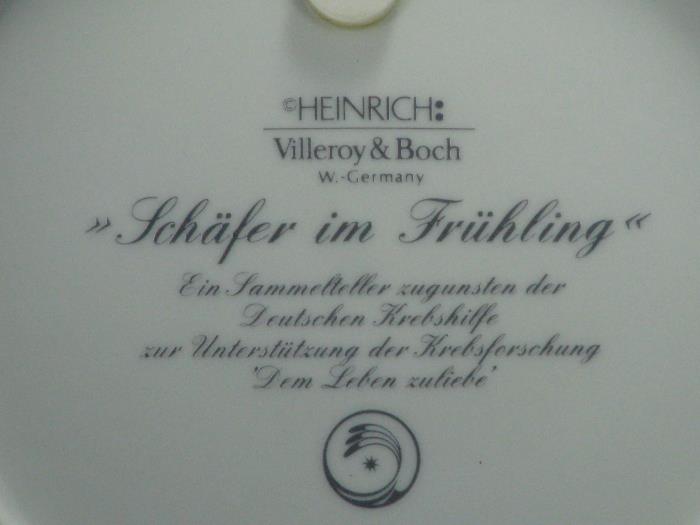 ©HEINRICH:
Villeroy & Boch
W.-Germany
»Schäfer im Frühling«
Ein Sammelteller zugunsten der
Deutschen Krebshilfe
zur Unterstützung der Krebsforschung
'Dem Leben zuliebe'